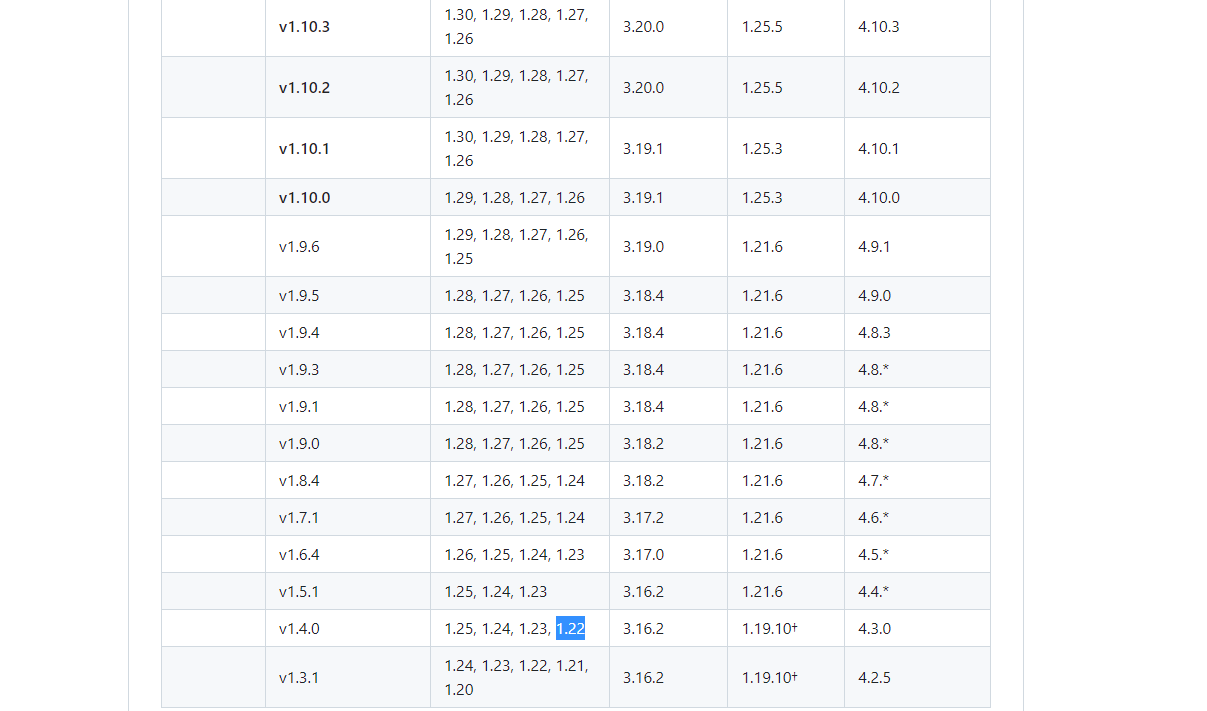 v1.10.3 1.30, 1.29, 1.28, 1.27, 1.26 3.20.0 1.25.5 4.10.3
v1.10.2 1.30, 1.29, 1.28, 1.27, 1.26 3.20.0 1.25.5 4.10.2
v1.10.1 1.30, 1.29, 1.28, 1.27, 1.26 3.19.1 1.25.3 4.10.1
v1.10.0 1.29, 1.28, 1.27, 1.26 3.19.1 1.25.3 4.10.0
v1.9.6 1.29, 1.28, 1.27, 1.26, 1.25 3.19.0 1.21.6 4.9.1
v1.9.5 1.28, 1.27, 1.26, 1.25 3.18.4 1.21.6 4.9.0
v1.9.4 1.28, 1.27, 1.26, 1.25 3.18.4 1.21.6 4.8.3
v1.9.3 1.28, 1.27, 1.26, 1.25 3.18.4 1.21.6 4.8.*
v1.9.1 1.28, 1.27, 1.26, 1.25 3.18.4 1.21.6 4.8.*
v1.9.0 1.28, 1.27, 1.26, 1.25 3.18.2 1.21.6 4.8.*
v1.8.4 1.27, 1.26, 1.25, 1.24 3.18.2 1.21.6 4.7.*
v1.7.1 1.27, 1.26, 1.25, 1.24 3.17.2 1.21.6 4.6.*
v1.6.4 1.26, 1.25, 1.24, 1.23 3.17.0 1.21.6 4.5.*
v1.5.1 1.25, 1.24, 1.23 3.16.2 1.21.6 4.4.*
v1.4.0 1.25, 1.24, 1.23, 1.22 3.16.2 1.19.10† 4.3.0
v1.3.1 1.24, 1.23, 1.22, 1.21, 1.20 3.16.2 1.19.10† 4.2.5